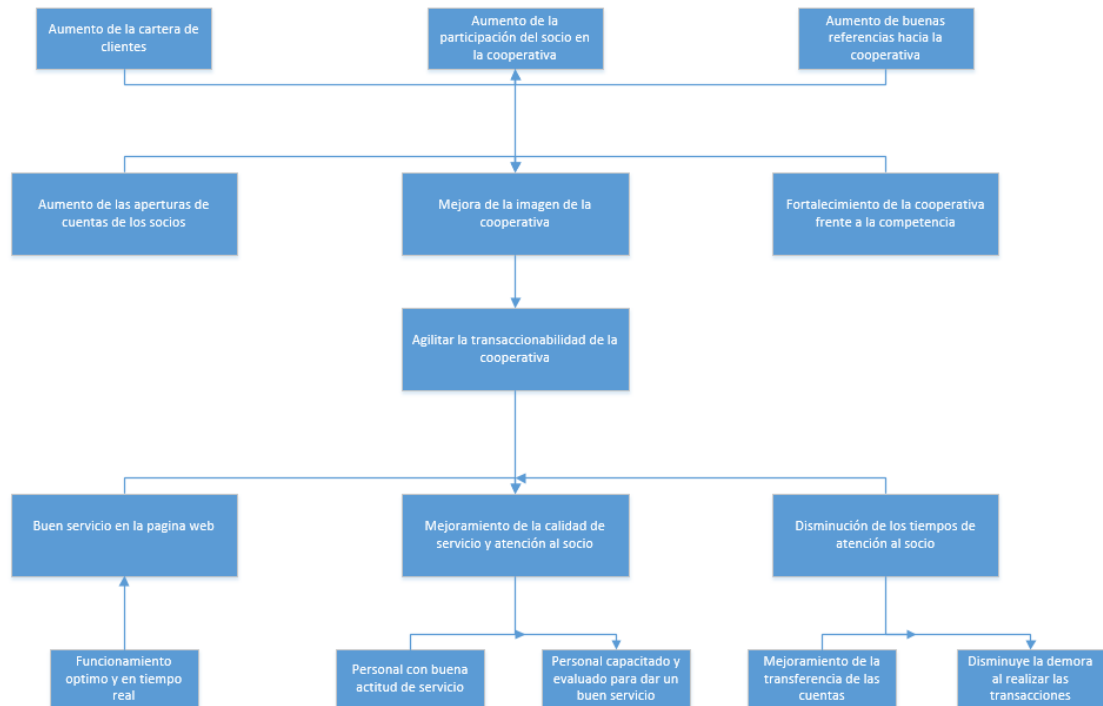 Aumento de la cartera de
clientes
Aumento de la
participación del socio en
la cooperativa
Aumento de buenas
referencias hacia la
cooperativa
Aumento de las aperturas de
cuentas de los socios
Mejora de la imagen de la
cooperativa
Fortalecimiento de la cooperativa
frente a la competencia
Agilitar la transaccionabilidad de la
cooperativa
Buen servicio en la pagina web
Mejoramiento de la calidad de
servicio y atención al socio
Disminución de los tiempos de
atención al socio
Funcionamiento
optimo y en tiempo
real
Personal con buena
actitud de servicio
Personal capacitado y
evaluado para dar un
buen servicio
Mejoramiento de la
transferencia de las
cuentas
Disminuye la demora
al realizar las
transacciones